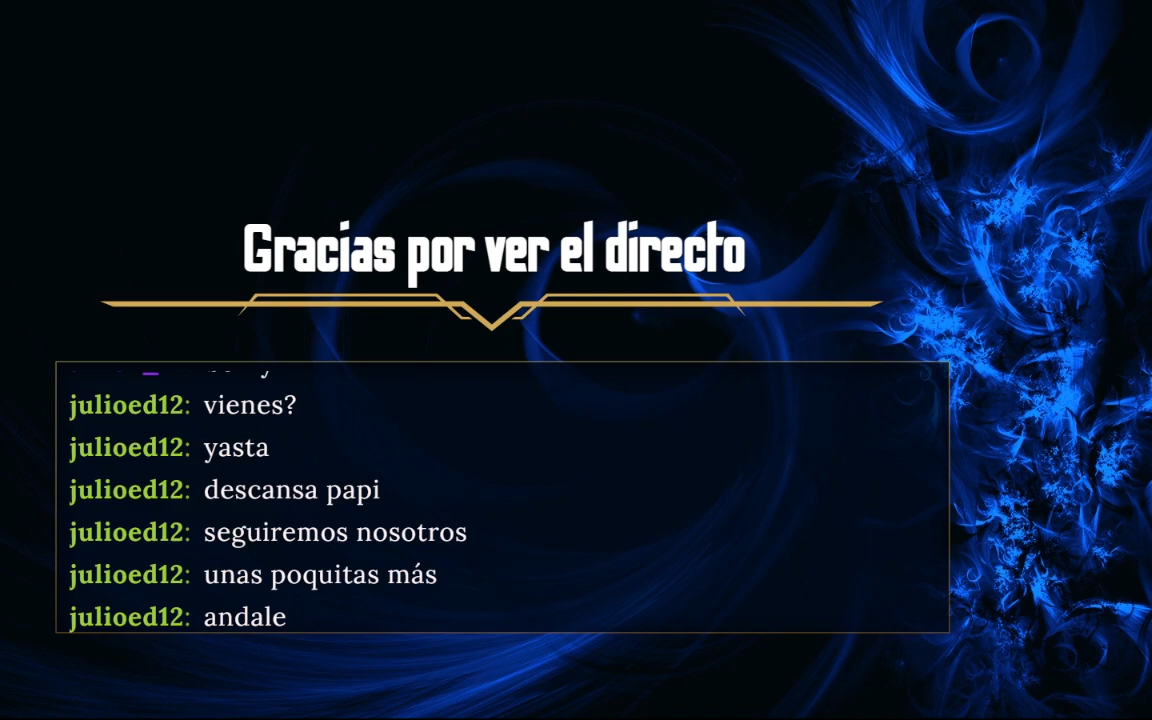 Gracias por ver el directo
julioed12: vienes?
julioed12: yasta
julioed12: descansa papi
julioed12: seguiremos nosotros
julioed12: unas poquitas más
julioed12: andale